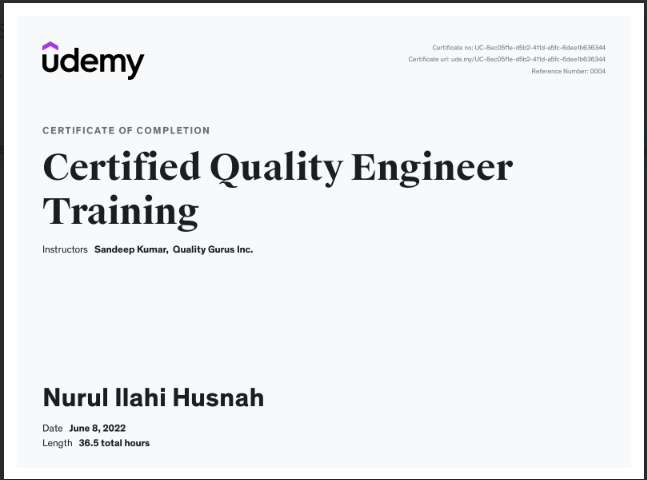 udemy
Certificate no: UC-8ec05f1e-d5b2-411d-a5fc-6dee1b636344
Certificate url: ude.my/UC-8ec05f1e-d5b2-411d-a5fc-6dee1b636344
Reference Number: 0004
CERTIFICATE OF COMPLETION
Certified Quality Engineer
Training
Instructors Sandeep Kumar, Quality Gurus Inc.
Nurul Ilahi Husnah
Date June 8, 2022
Length 36.5 total hours